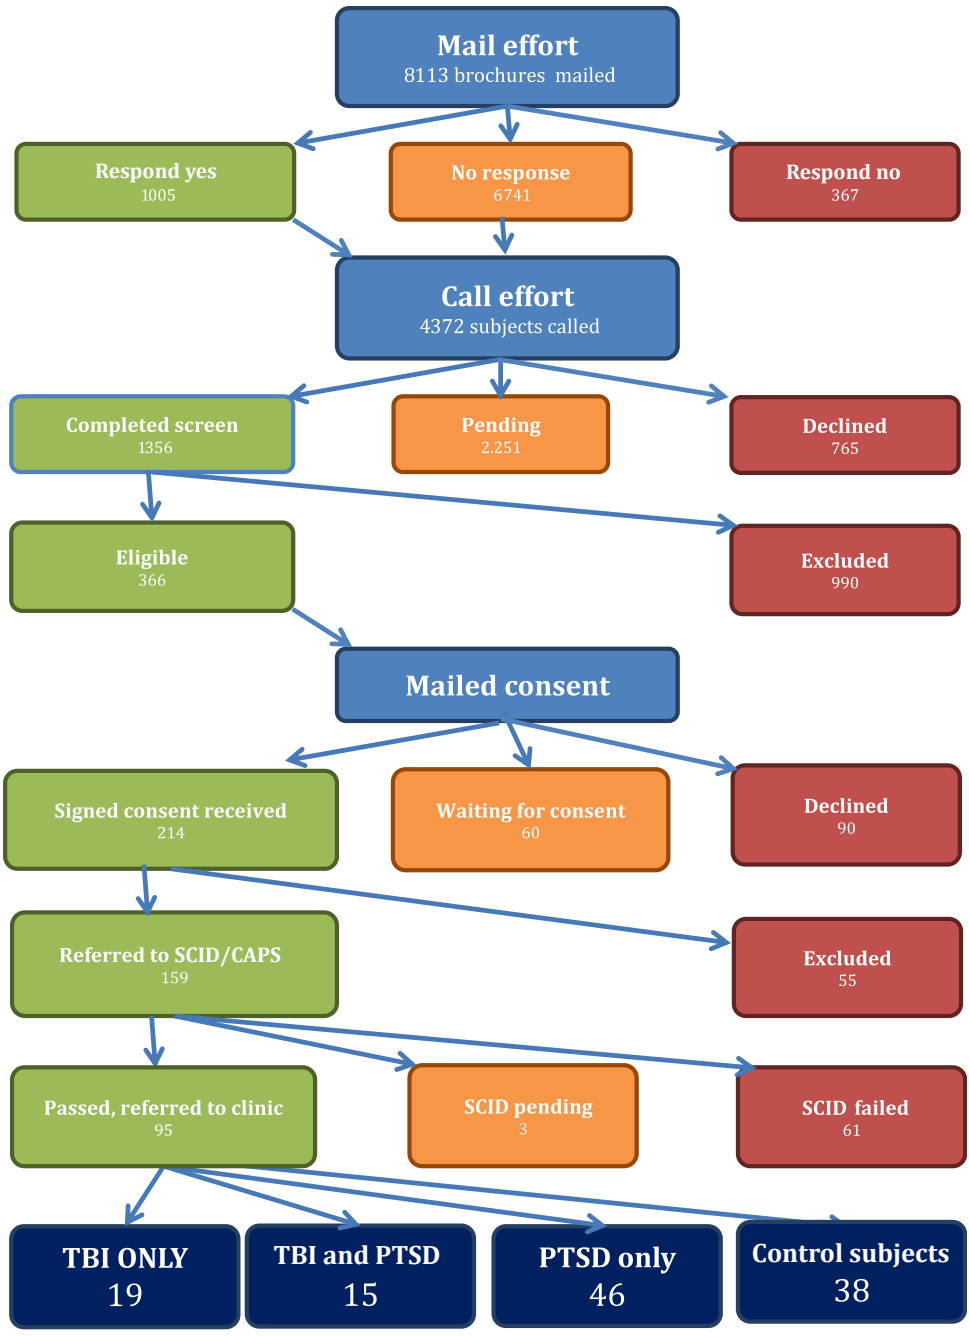 Mail effort
8113 brochures mailed
Respond yes
1005
No response
6741
Respond no
367
Call effort
4372 subjects called
Completed screen
1356
Pending
2.251
Declined
765
Eligible
366
Excluded
990
Mailed consent
Signed consent received
214
Waiting for consent
60
Declined
90
Referred to SCID/CAPS
159
Excluded
55
Passed, referred to clinic
95
SCID pending
3
SCID failed
61
TBI ONLY
19
TBI and PTSD
15
PTSD only
46
Control subjects
38